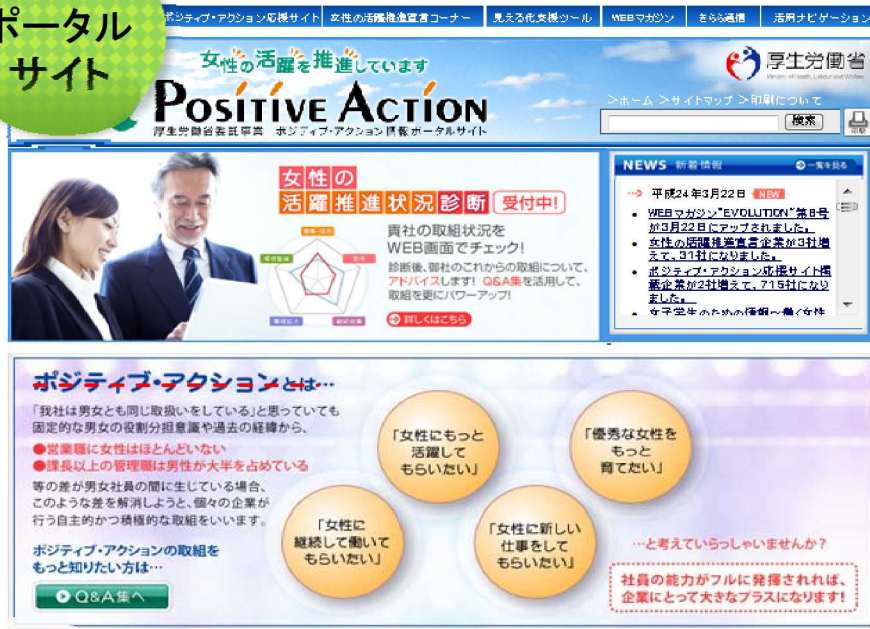 ポータル
サイト
ポジティブ・アクション応援サイト 女性の活躍推進宣言コーナー 見える化支援ツール WEBマガジン きらら通信 活用ナビゲーション
女性の活躍を推進しています
POSITIVE ACTION
厚生労働省委託事業 ポジティブ・アクション情報ポータルサイト
厚生労働省
Ministry of Health, Labour and Welfare
>ホーム >サイトマップ >印刷について
検索
印刷
女性の
活躍推進状況診断 受付中!
貴社の取組状況を
WEB画面でチェック!
診断後、御社のこれからの取組について、
アドバイスします! Q&A集を活用して、
取組を更にパワーアップ!
詳しくはこちら
NEWS 新着情報 一覧を見る
平成24年3月22日 NEW
WEBマガジン"EVOLUTION"第8号
が3月22日にアップされました。
女性の活躍推進宣言企業が3社増
えて、31社になりました。
ポジティブ・アクション応援サイト掲
載企業が2社増えて、715社になり
ました。
女子学生のための情報～働く女性
ポジティブ・アクションとは…
「我社は男女とも同じ取扱いをしている」と思っていても
固定的な男女の役割分担意識や過去の経緯から、
●営業職に女性はほとんどいない
●課長以上の管理職は男性が大半を占めている
等の差が男女社員の間に生じている場合、
このような差を解消しようと、個々の企業が
行う自主的かつ積極的な取組をいいます。
ポジティブ・アクションの取組を
もっと知りたい方は…
Q&A集へ
「女性にもっと
活躍して
もらいたい」
「優秀な女性を
もっと
育てたい」
「女性に
継続して働いて
もらいたい」
「女性に新しい
仕事をして
もらいたい」
…と考えていらっしゃいませんか?
社員の能力がフルに発揮されれば、
企業にとって大きなプラスになります!